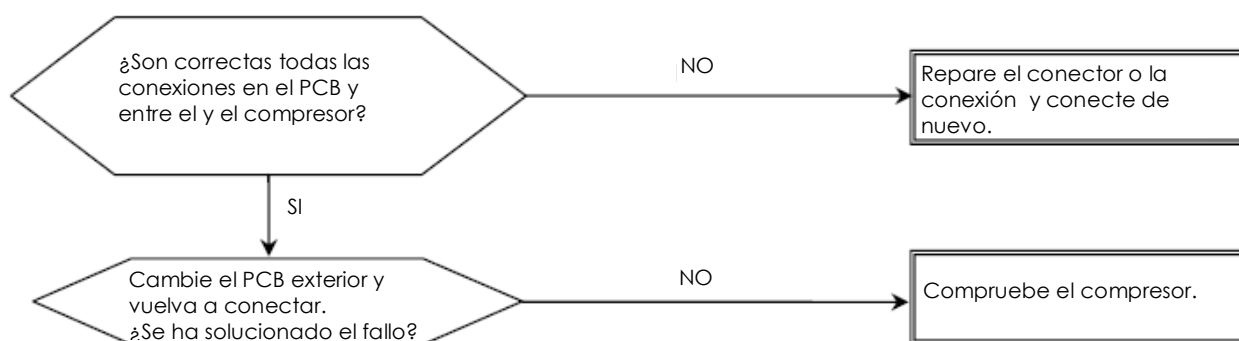 ¿Son correctas todas las
conexiones en el PCB y
entre el y el compresor?
NO
Repare el conector o la
conexión y conecte de
nuevo.
SI
Cambie el PCB exterior y
vuelva a conectar.
¿Se ha solucionado el fallo?
NO
Compruebe el compresor.